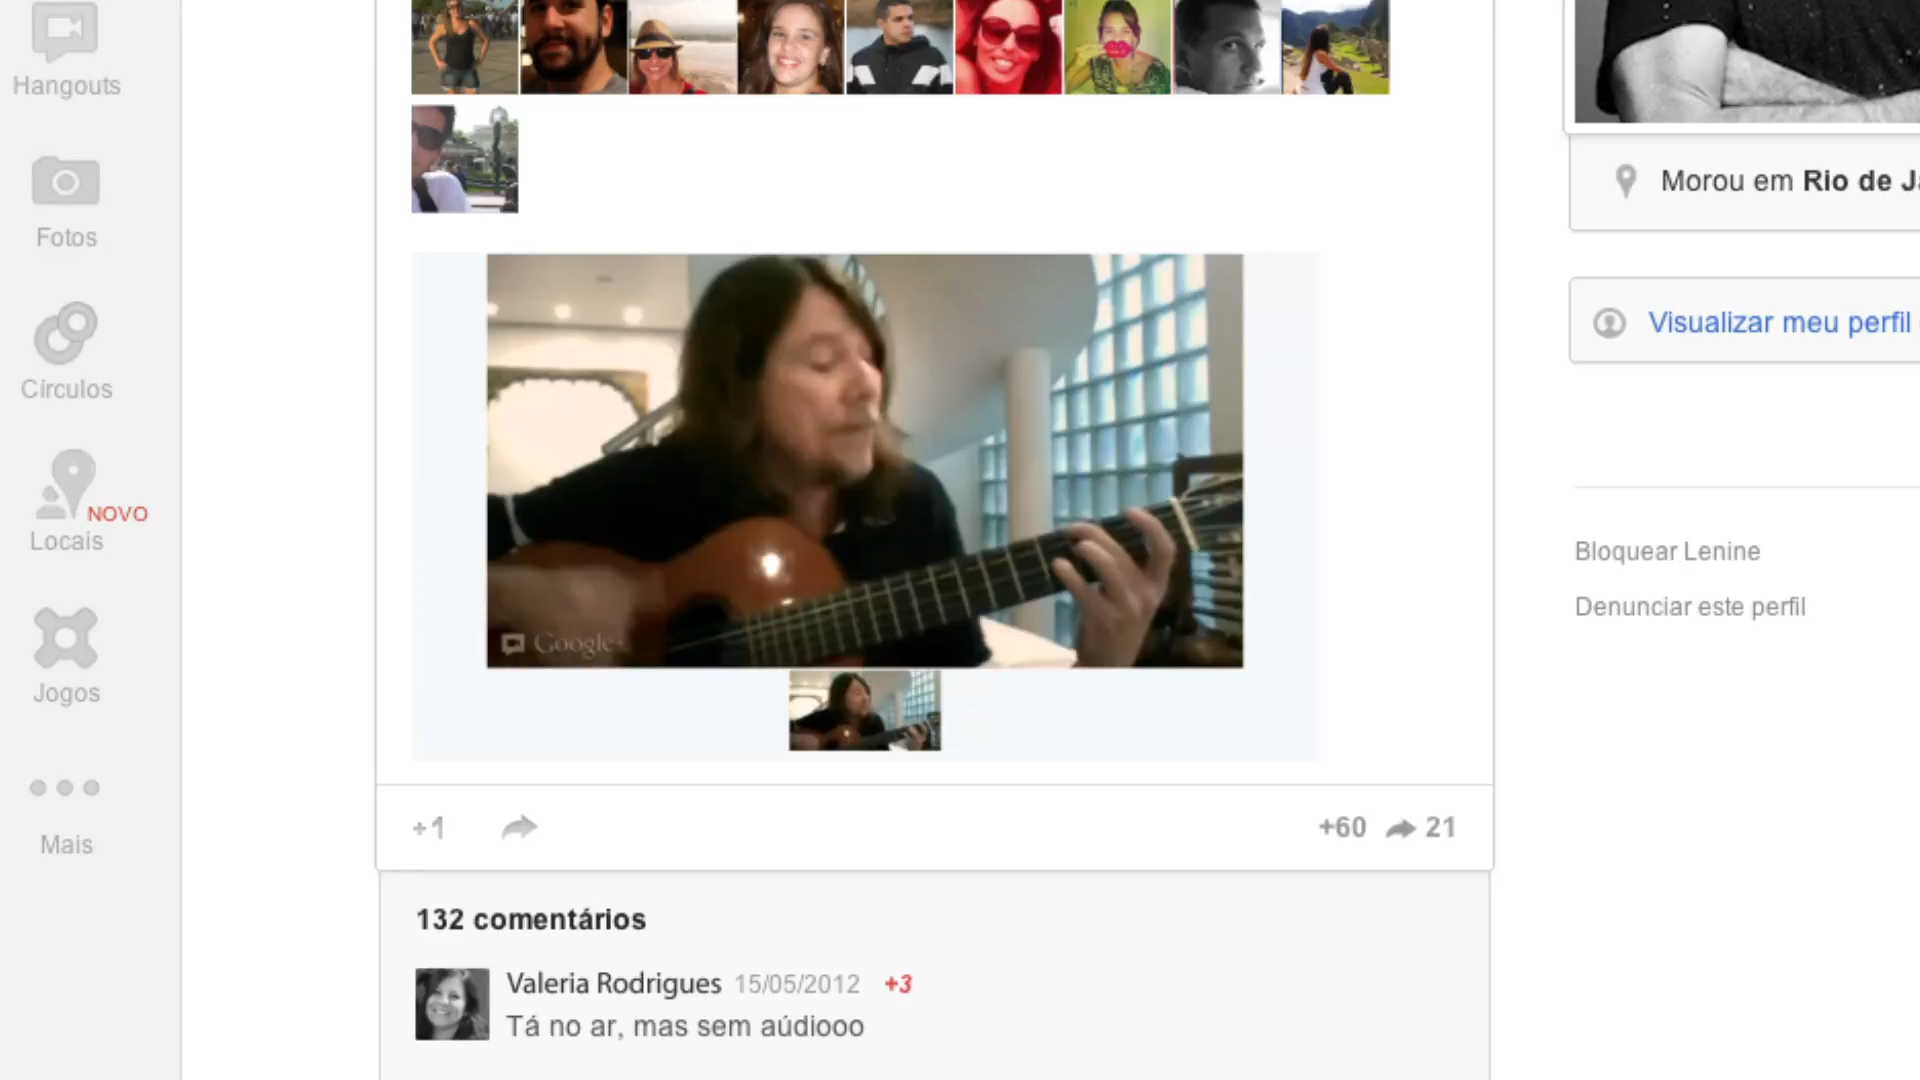 Hangouts
Fotos
Círculos
NOVO
Locais
Jogos
Mais
Google+
+1
+60
21
132 comentários
Valeria Rodrigues 15/05/2012 +3
Tá no ar, mas sem aúdiooo
Morou em Rio de
Visualizar meu perfil
Bloquear Lenine
Denunciar este perfil